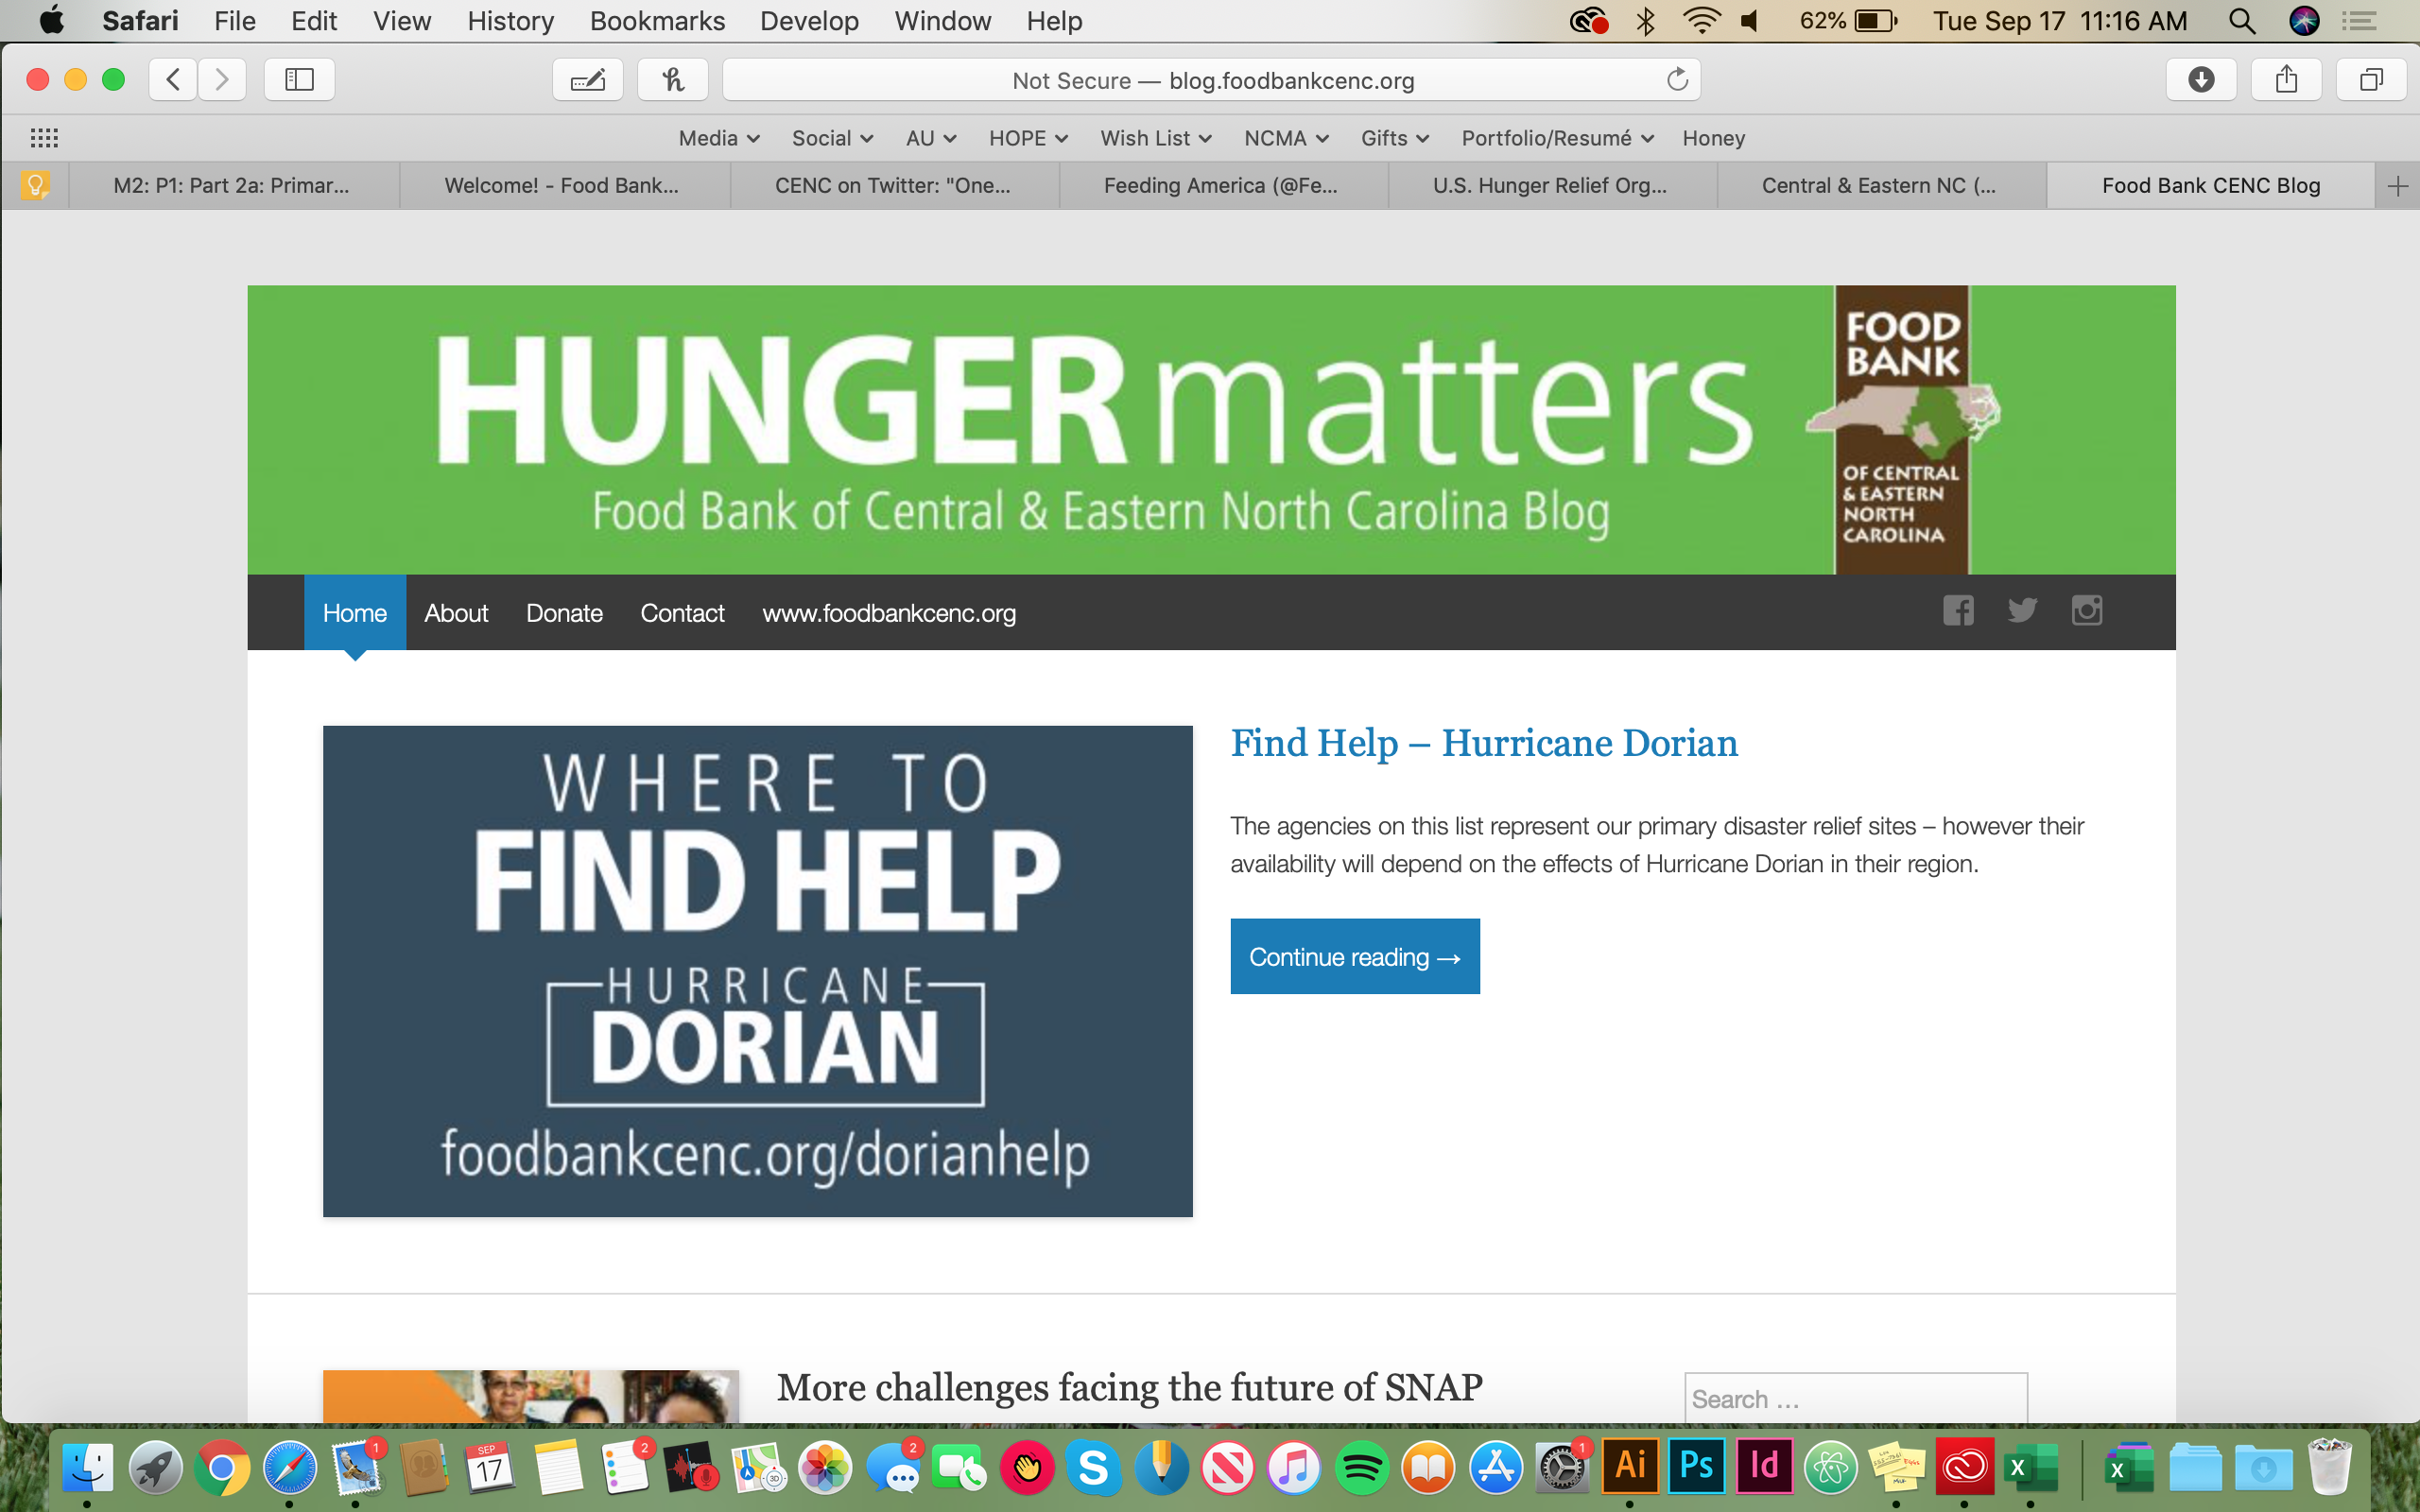 Safari File Edit View History Bookmarks Develop Window Help 62% Tue Sep 17 11:16 AM
Not Secure — blog.foodbankcenc.org
Media Social AU HOPE Wish List NCMA Gifts Portfolio/Resumé Honey
M2: P1: Part 2a: Primar... Welcome! - Food Bank... CENC on Twitter: "One... Feeding America (@Fe... U.S. Hunger Relief Org... Central & Eastern NC (... Food Bank CENC Blog
HUNGER matters
Food Bank of Central & Eastern North Carolina Blog
FOOD
BANK
OF CENTRAL
& EASTERN
NORTH
CAROLINA
Home About Donate Contact www.foodbankcenc.org
WHERE TO
FIND HELP
HURRICANE
DORIAN
foodbankcenc.org/dorianhelp
Find Help – Hurricane Dorian
The agencies on this list represent our primary disaster relief sites – however their
availability will depend on the effects of Hurricane Dorian in their region.
Continue reading →
More challenges facing the future of SNAP
Search …
1 SEP 17 2 3D 2 S 1 Ai Ps Id X X